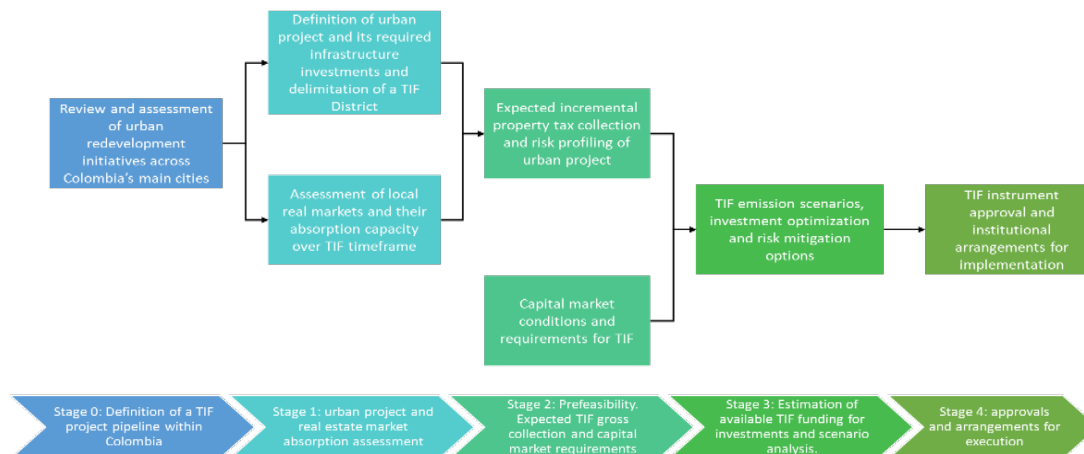 Definition of urban
project and its required
infrastructure
investments and
delimitation of a TIF
District
Review and assessment
of urban
redevelopment
initiatives across
Colombia's main cities
Expected incremental
property tax collection
and risk profiling of
urban project
Assessment of local
real markets and their
absorption capacity
over TIF timeframe
TIF emission scenarios,
investment optimization
and risk mitigation
options
TIF instrument
approval and
institutional
arrangements for
implementation
Capital market
conditions and
requirements for TIF
Stage 0: Definition of a TIF
project pipeline within
Colombia
Stage 1: urban project and
real estate market
absorption assessment
Stage 2: Prefeasibility.
Expected TIF gross
collection and capital
market requirements
Stage 3: Estimation of
available TIF funding for
investments and scenario
analysis.
Stage 4: approvals
and arrangements for
execution